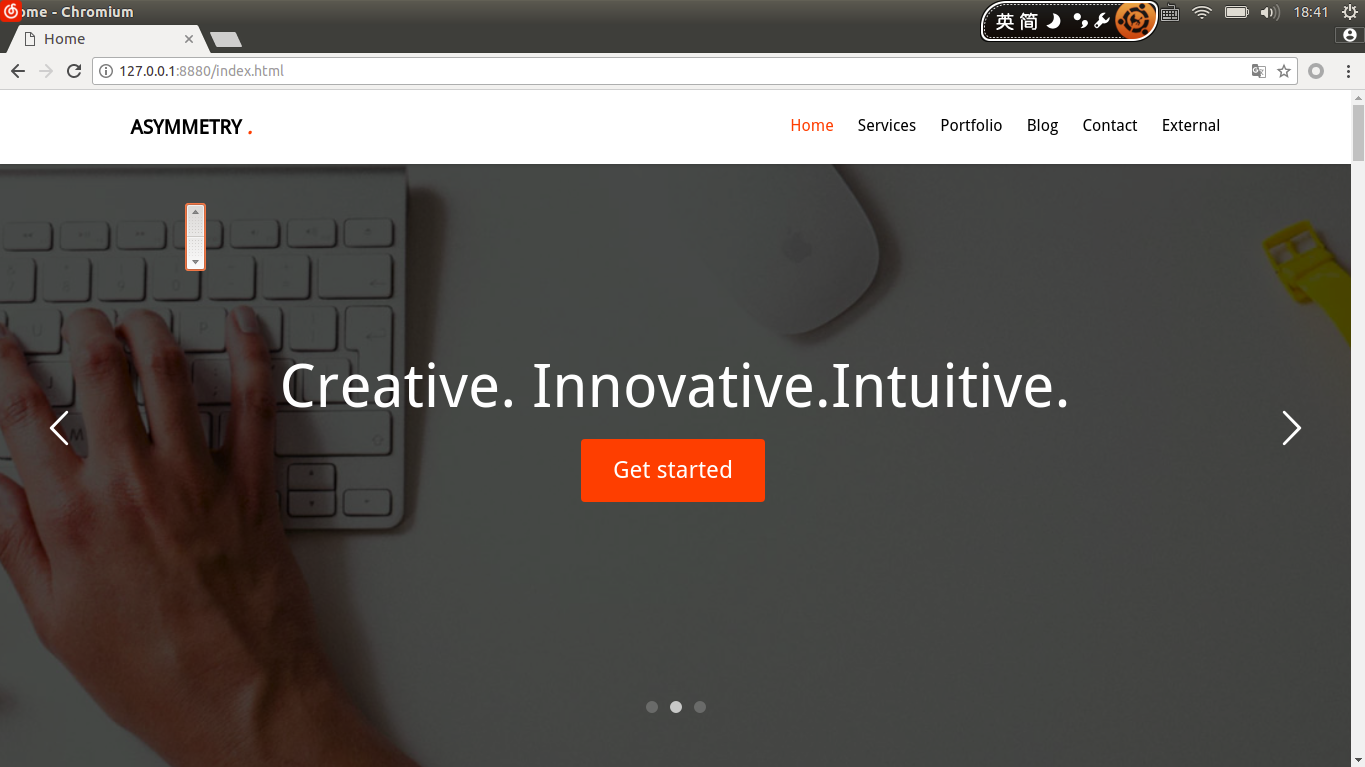 ome - Chromium
英 简
18:41
Home
127.0.0.1:8880/index.html
ASYMMETRY .
Home Services Portfolio Blog Contact External
Creative. Innovative.Intuitive.
Get started